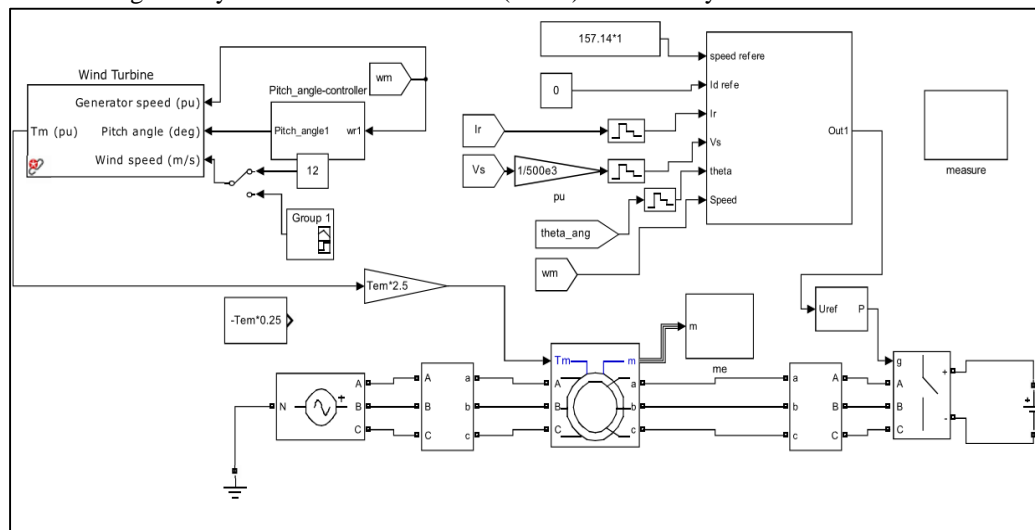 157.14*1
speed refere
Wind Turbine
wm
0
Id refe
Generator speed (pu)
Pitch_angle-controller
Ir
Ir
Tm (pu)
Pitch angle (deg)
Pitch_angle1
wr1
Out1
Vs
Vs
1/500e3
Wind speed (m/s)
12
measure
theta
pu
Speed
Group 1
theta_ang
wm
Tem*2.5
-Tem*0.25
Uref
P
m
Tm
m
me
g
A
A
a
A
a
a
A
A
+
N
B
B
b
B
b
b
B
B
C
C
c
C
c
c
C
C
-
+